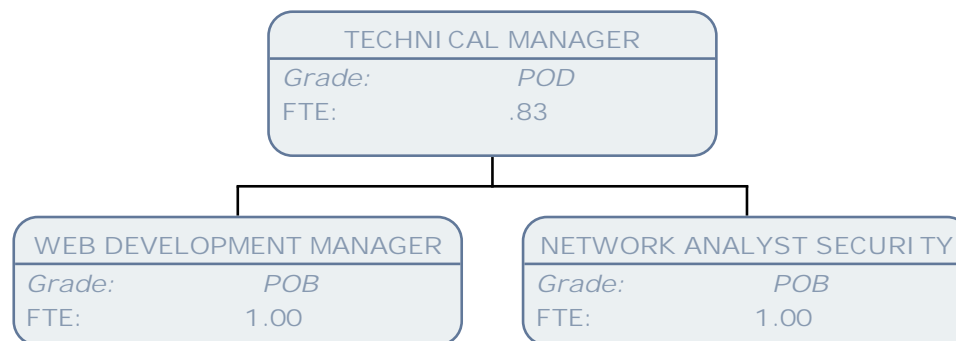 TECHNICAL MANAGER
Grade: POD
FTE: .83
WEB DEVELOPMENT MANAGER
Grade: POB
FTE: 1.00
NETWORK ANALYST SECURITY
Grade: POB
FTE: 1.00